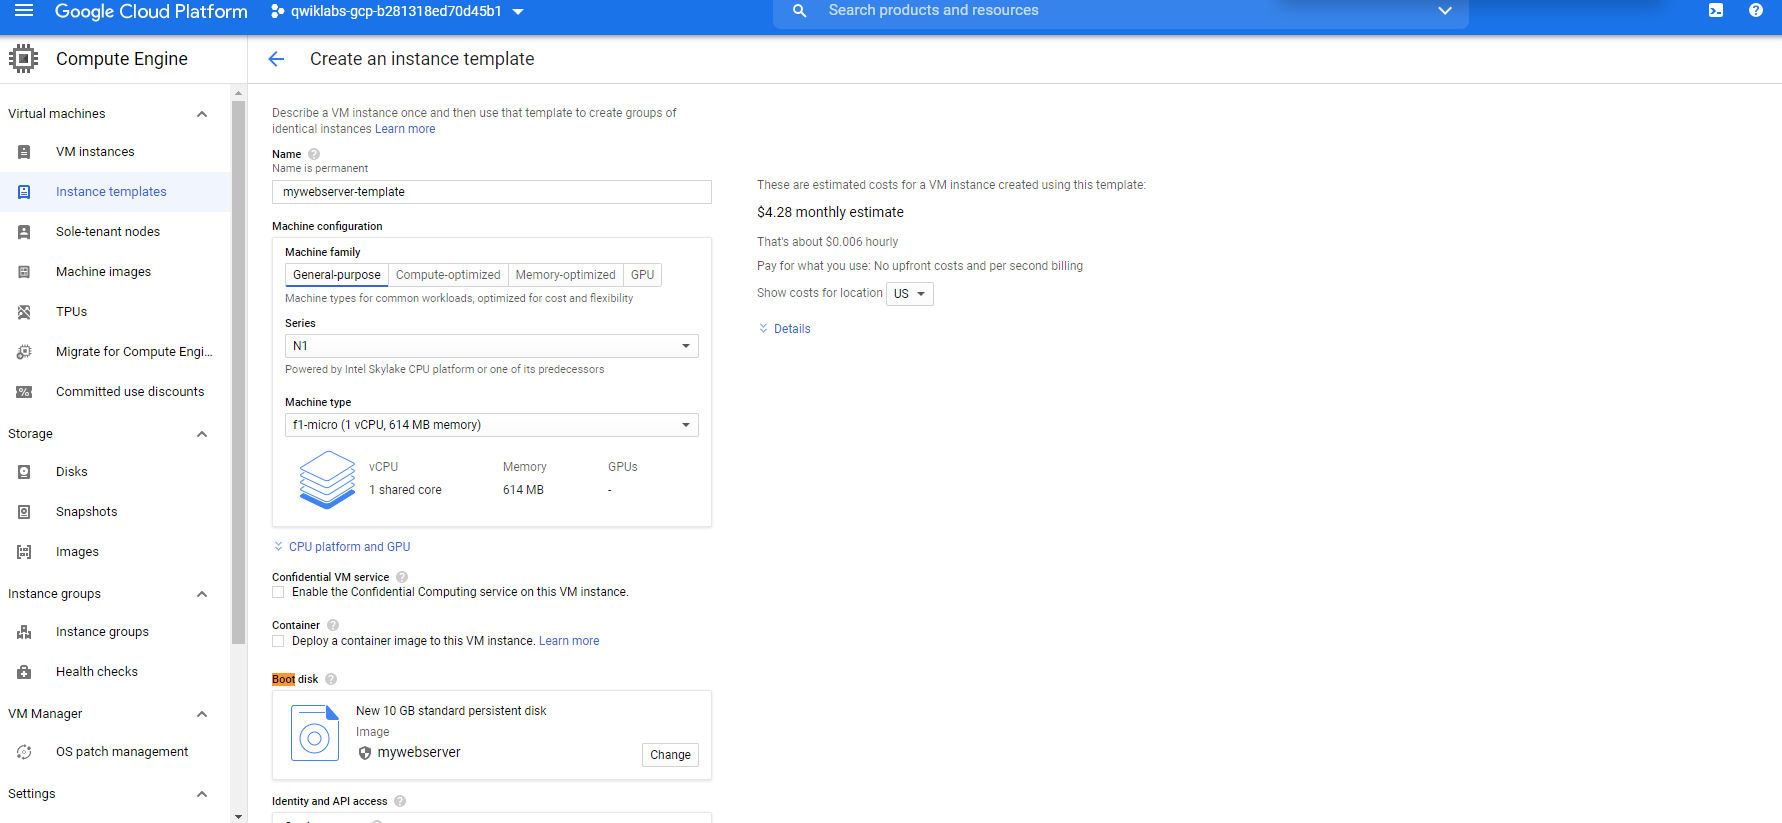 Google Cloud Platform
qwiklabs-gcp-b281318ed70d45b1
Search products and resources
Compute Engine
Create an instance template
Virtual machines
VM instances
Instance templates
Sole-tenant nodes
Machine images
TPUs
Migrate for Compute Engi...
Committed use discounts
Storage
Disks
Snapshots
Images
Instance groups
Instance groups
Health checks
VM Manager
OS patch management
Settings
Describe a VM instance once and then use that template to create groups of
identical instances Learn more
Name
Name is permanent
mywebserver-template
Machine configuration
Machine family
General-purpose Compute-optimized Memory-optimized GPU
Machine types for common workloads, optimized for cost and flexibility
Series
N1
Powered by Intel Skylake CPU platform or one of its predecessors
Machine type
f1-micro (1 vCPU, 614 MB memory)
vCPU Memory GPUs
1 shared core 614 MB -
CPU platform and GPU
Confidential VM service
Enable the Confidential Computing service on this VM instance.
Container
Deploy a container image to this VM instance. Learn more
Boot disk
New 10 GB standard persistent disk
Image
mywebserver
Change
Identity and API access
These are estimated costs for a VM instance created using this template:
$4.28 monthly estimate
That's about $0.006 hourly
Pay for what you use: No upfront costs and per second billing
Show costs for location US
Details